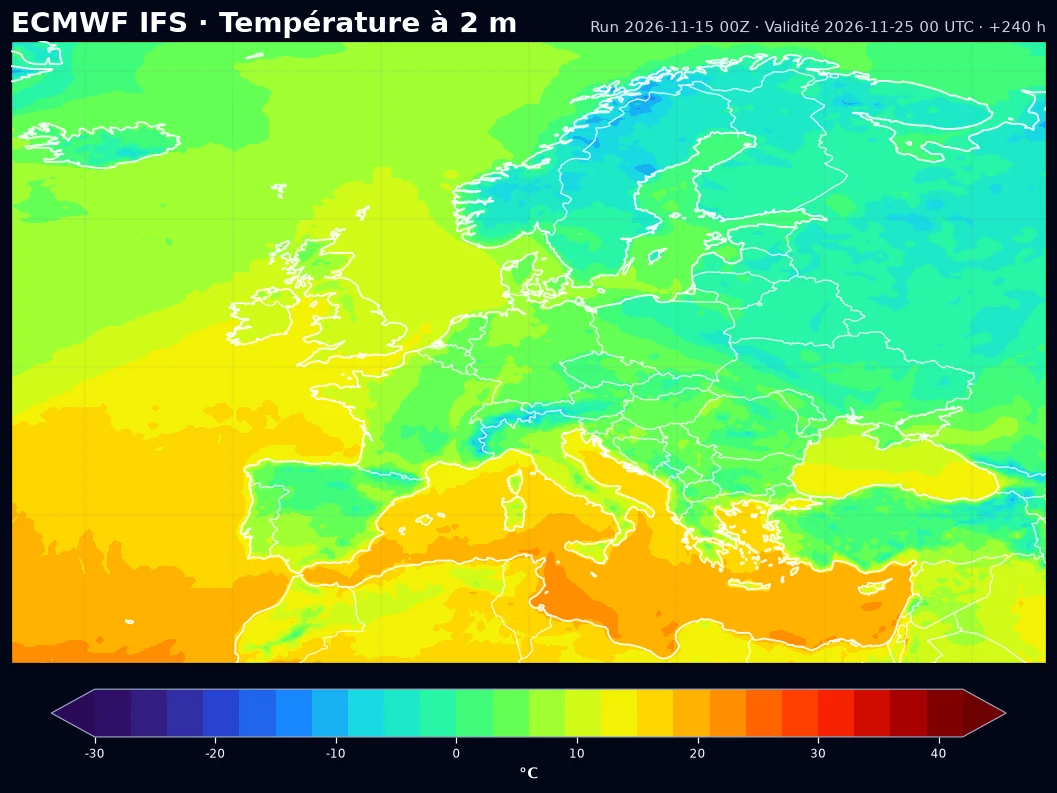 ECMWF IFS · Température à 2 m
Run 2026-11-15 00Z · Validité 2026-11-25 00 UTC · +240 h
-30 -20 -10 0 10 20 30 40
°C